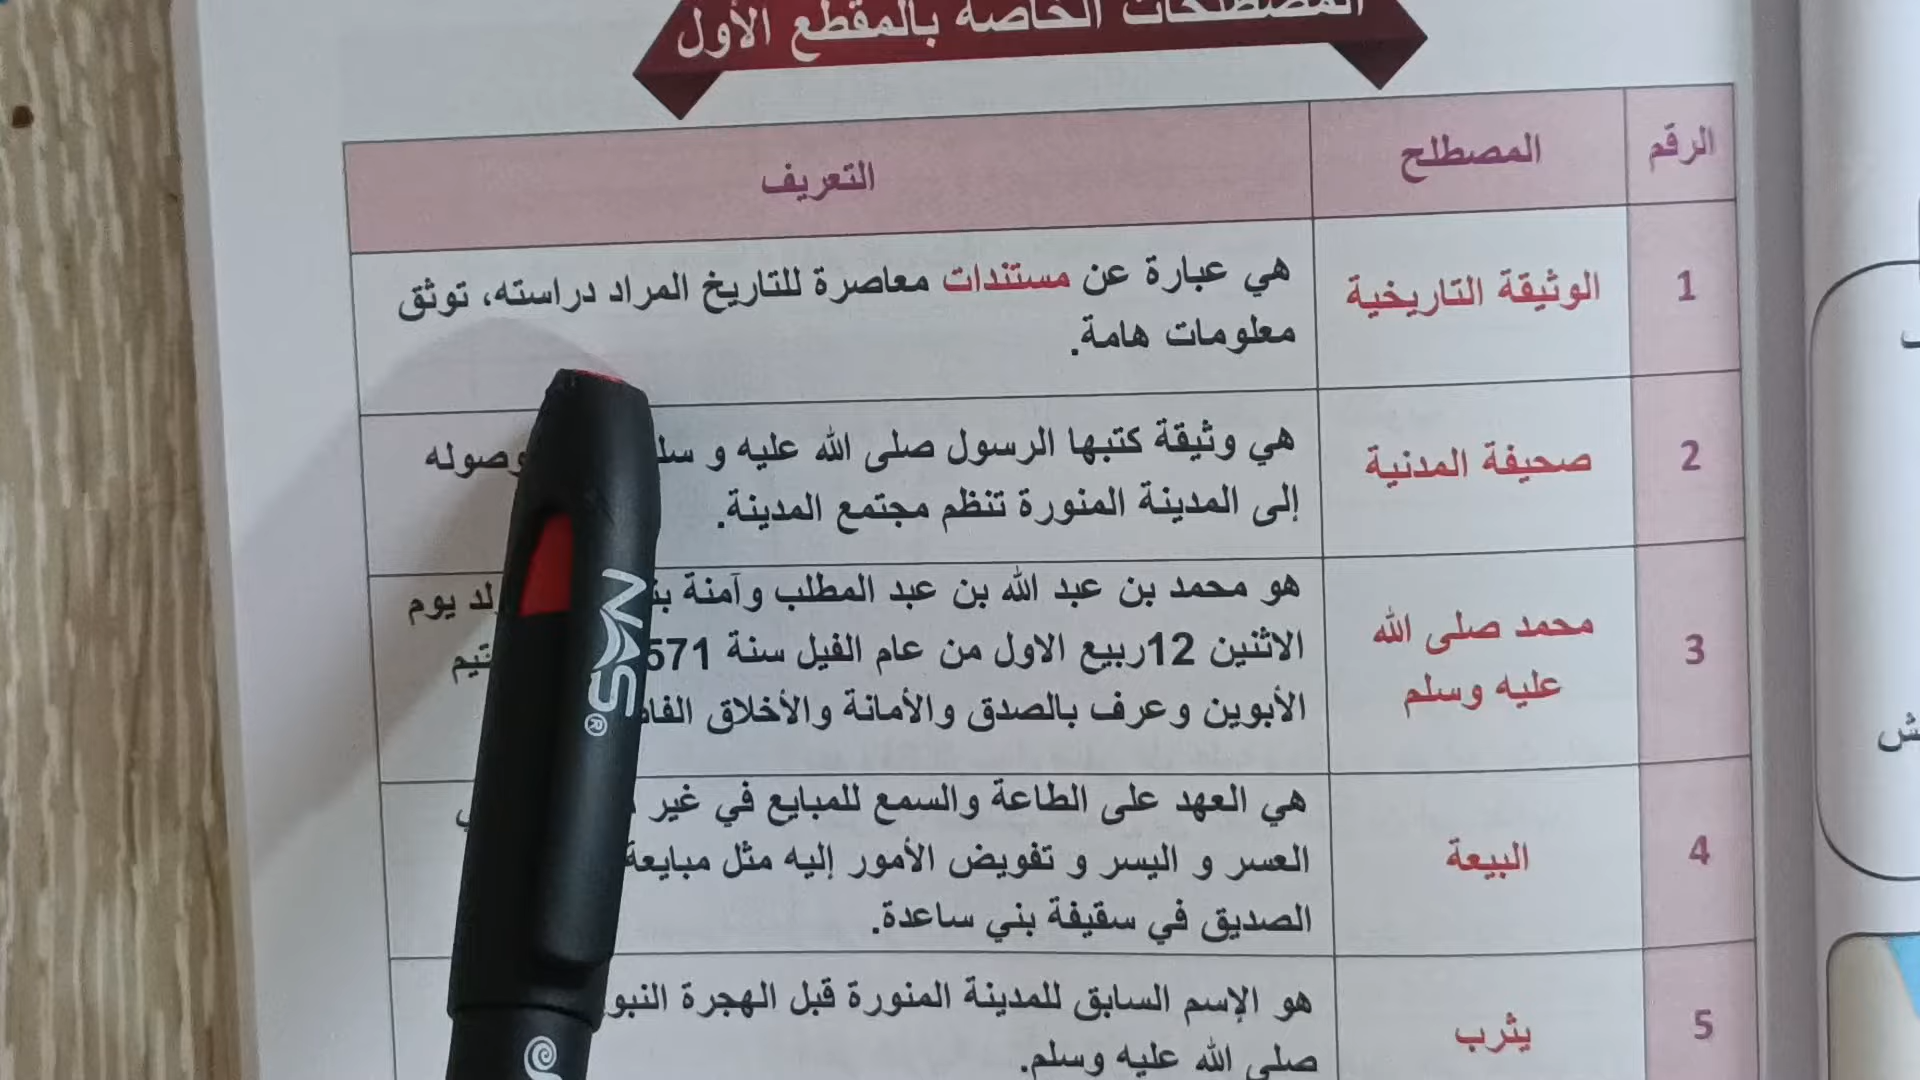 المصطلحات الخاصة بالمقطع الأول
الرقم المصطلح التعريف
1 الوثيقة التاريخية هي عبارة عن مستندات معاصرة للتاريخ المراد دراسته، توثق
معلومات هامة.
2 صحيفة المدنية هي وثيقة كتبها الرسول صلى الله عليه و وصوله
إلى المدينة المنورة تنظم مجتمع المدينة.
3 محمد صلى الله
عليه وسلم
هو محمد بن عبد الله بن عبد المطلب وآمنة يوم
الاثنين 12ربيع الاول من عام الفيل سنة 571
الأبوين وعرف بالصدق والأمانة والأخلاق
4 البيعة هي العهد على الطاعة والسمع للمبايع في غير
العسر و اليسر و تفويض الأمور إليه مثل مبايعة
الصديق في سقيفة بني ساعدة.
5 يثرب هو الإسم السابق للمدينة المنورة قبل الهجرة
صلى الله عليه وسلم.
SYN®